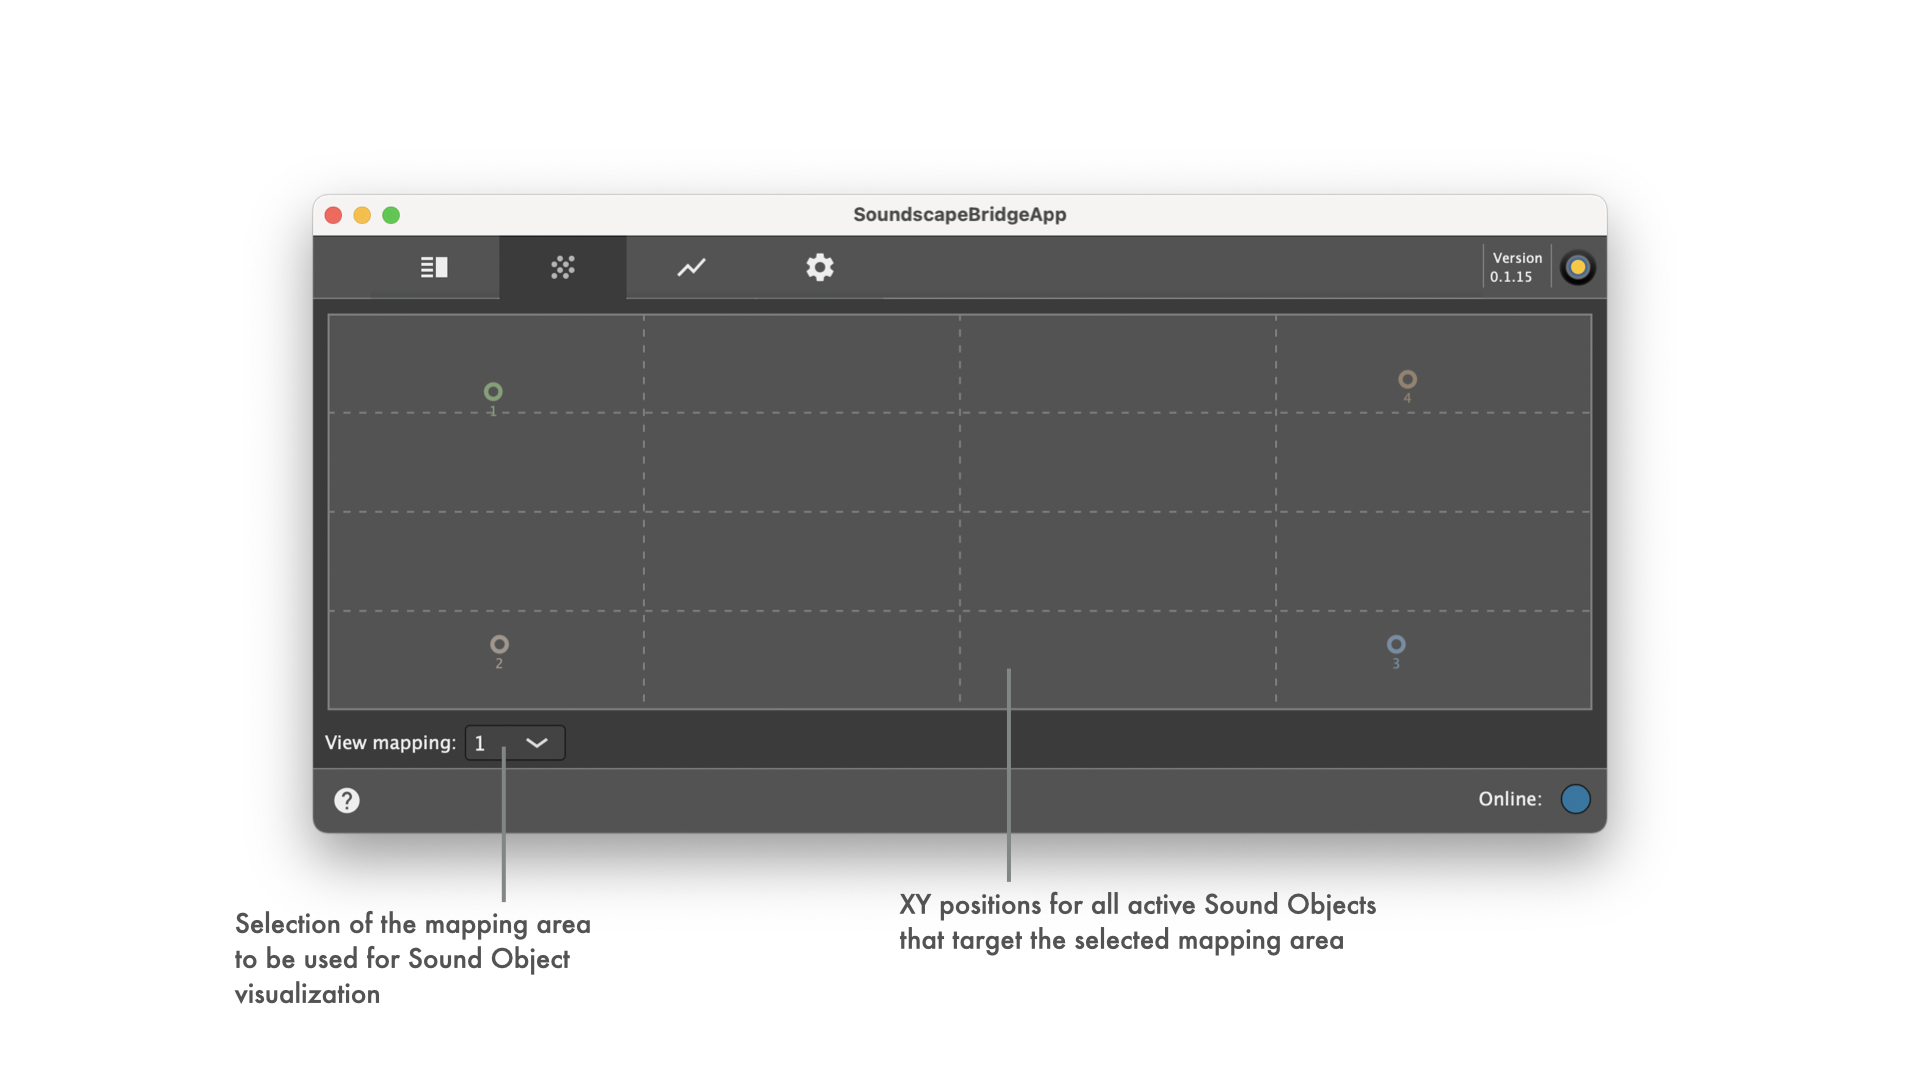 SoundscapeBridgeApp
Version
0.1.15
1
4
2
3
View mapping: 1
?
Online:
XY positions for all active Sound Objects
that target the selected mapping area
Selection of the mapping area
to be used for Sound Object
visualization